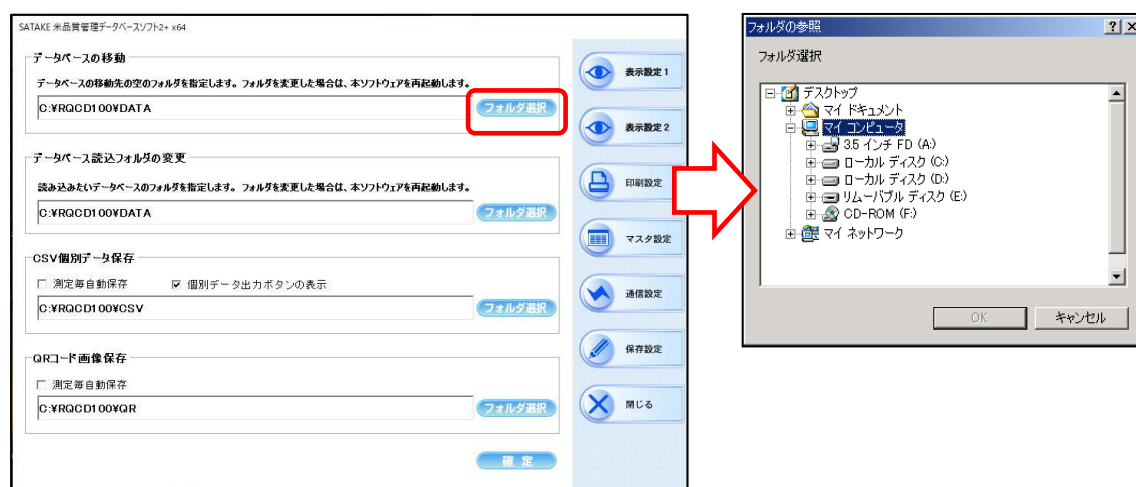 SATAKE 米品質管理データベースソフト2+ x64
データベースの移動
データベースの移動先の空のフォルダを指定します。フォルダを変更した場合は、本ソフトウェアを再起動します。
C:¥RQCD100¥DATA
フォルダ選択
データベース読込フォルダの変更
読み込みたいデータベースのフォルダを指定します。フォルダを変更した場合は、本ソフトウェアを再起動します。
C:¥RQCD100¥DATA
フォルダ選択
CSV個別データ保存
測定毎自動保存 個別データ出力ボタンの表示
C:¥RQCD100¥CSV
フォルダ選択
QRコード画像保存
測定毎自動保存
C:¥RQCD100¥QR
フォルダ選択
確 定
表示設定1
表示設定2
印刷設定
マスタ設定
通信設定
保存設定
閉じる
フォルダの参照
フォルダ選択
デスクトップ
マイ ドキュメント
マイ コンピュータ
3.5 インチ FD (A:)
ローカル ディスク (C:)
ローカル ディスク (D:)
リムーバブル ディスク (E:)
CD-ROM (F:)
マイ ネットワーク
OK
キャンセル